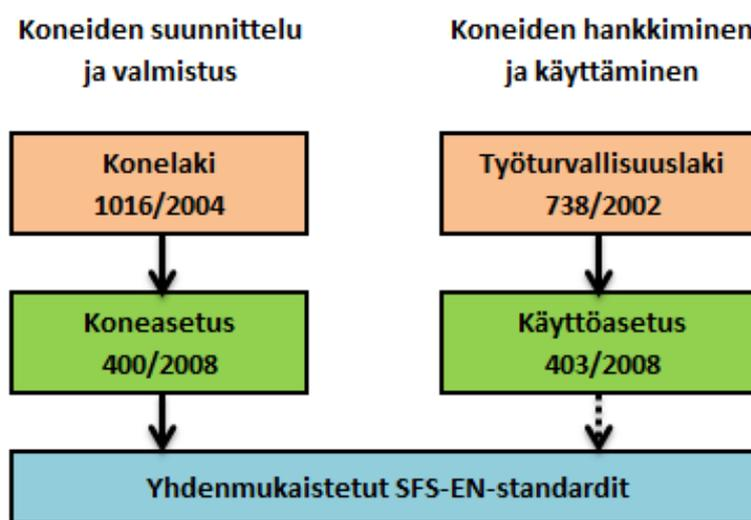 Koneiden suunnittelu
ja valmistus
Koneiden hankkiminen
ja käyttäminen
Konelaki
1016/2004
Työturvallisuuslaki
738/2002
Koneasetus
400/2008
Käyttöasetus
403/2008
Yhdenmukaistetut SFS-EN-standardit